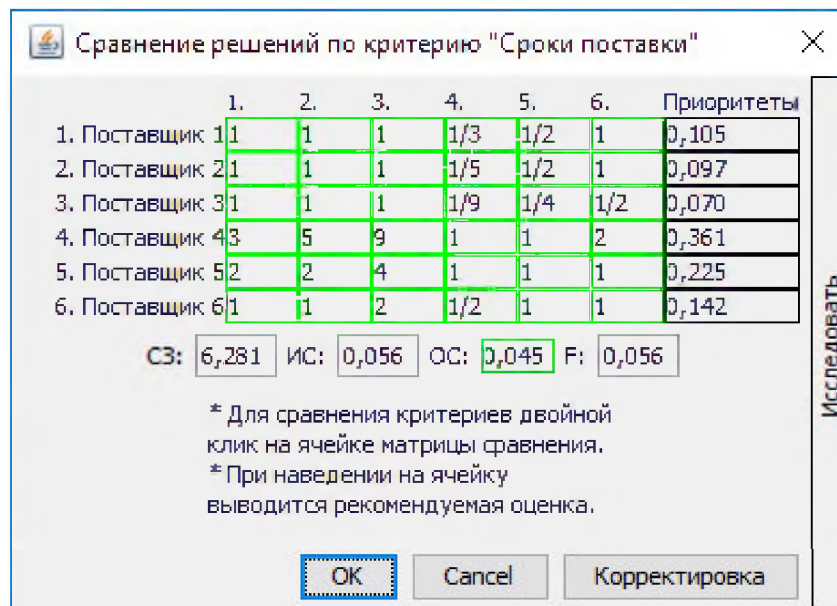 Сравнение решений по критерию "Сроки поставки"
1. 2. 3. 4. 5. 6. Приоритеты
1. Поставщик 1 1 1 1 1/3 1/2 1 0,105
2. Поставщик 2 1 1 1 1/5 1/2 1 0,097
3. Поставщик 3 1 1 1 1/9 1/4 1/2 0,070
4. Поставщик 4 3 5 9 1 1 2 0,361
5. Поставщик 5 2 2 4 1 1 1 0,225
6. Поставщик 6 1 1 2 1/2 1 1 0,142
СЗ: 6,281 ИС: 0,056 ОС: 0,045 F: 0,056
* Для сравнения критериев двойной
клик на ячейке матрицы сравнения.
* При наведении на ячейку
выводится рекомендуемая оценка.
OK Cancel Корректировка
Исследовать